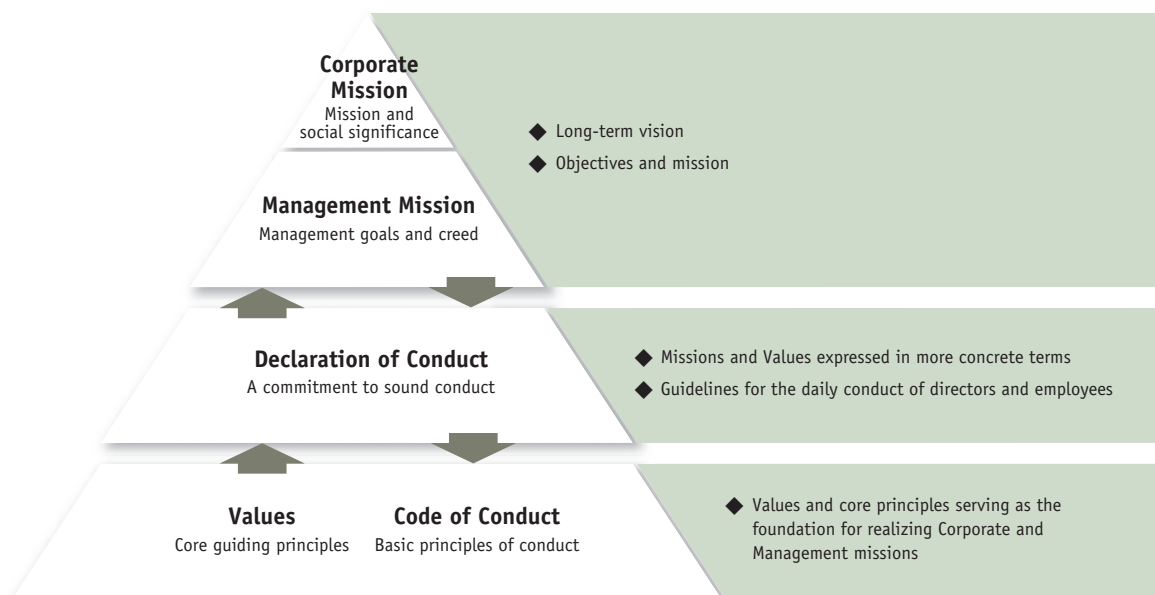 Corporate
Mission
Mission and
social significance
◆ Long-term vision
◆ Objectives and mission
Management Mission
Management goals and creed
Declaration of Conduct
A commitment to sound conduct
◆ Missions and Values expressed in more concrete terms
◆ Guidelines for the daily conduct of directors and employees
Values
Core guiding principles
Code of Conduct
Basic principles of conduct
◆ Values and core principles serving as the
foundation for realizing Corporate and
Management missions